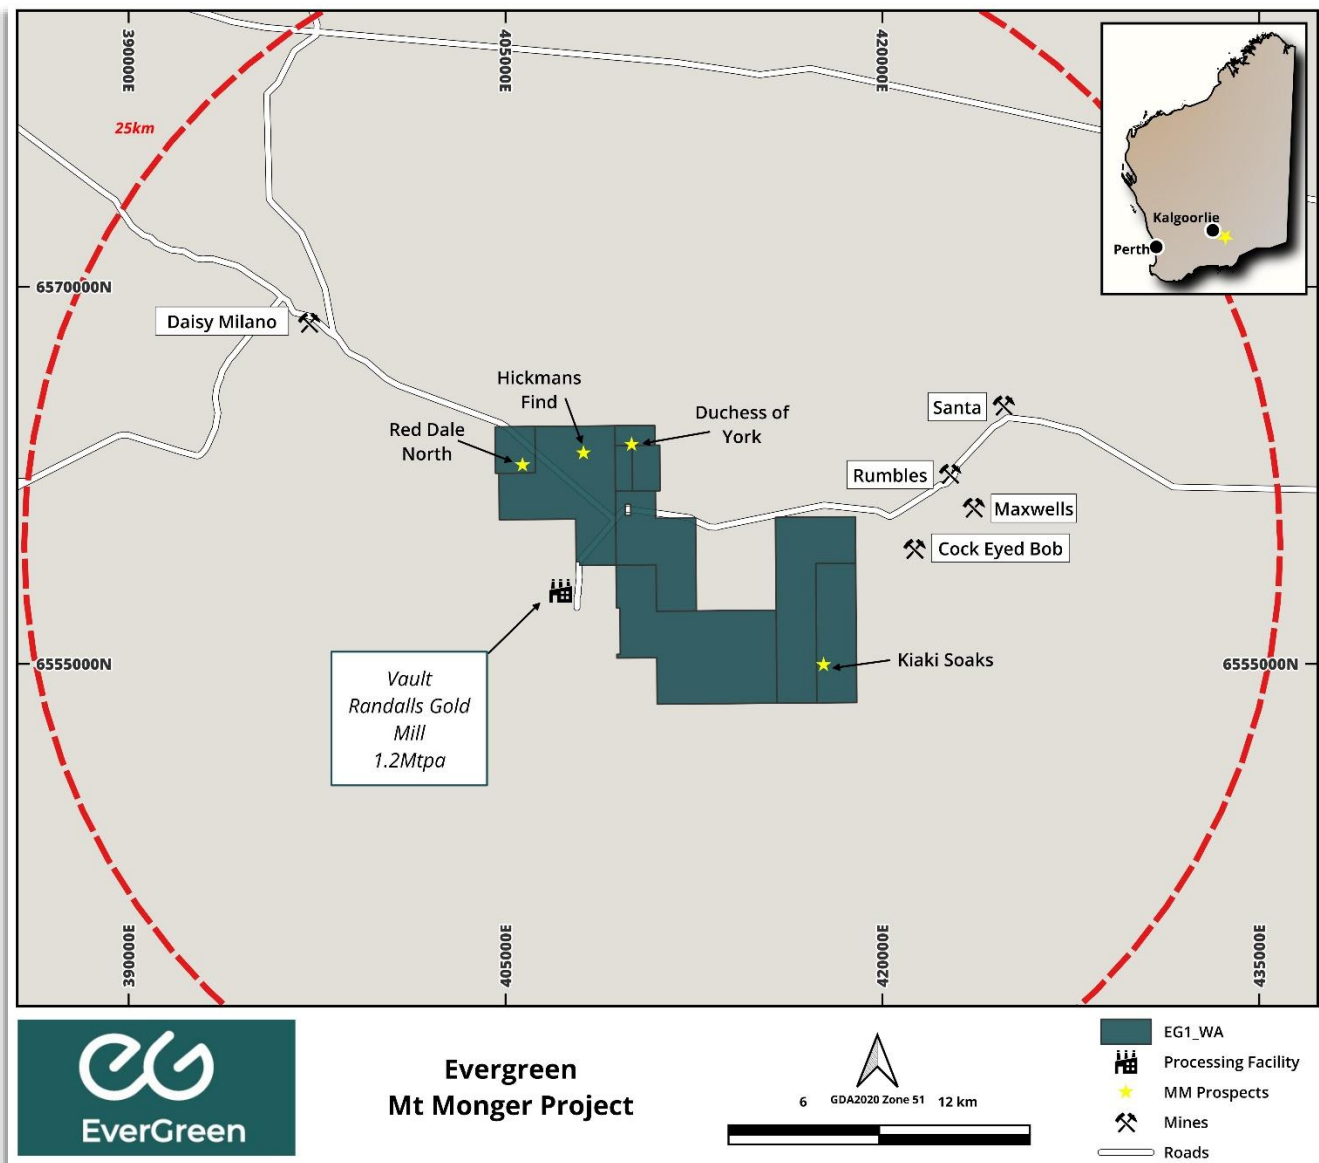 390000E
405000E
420000E
25km
Kalgoorlie
Perth
6570000N
Daisy Milano
Hickmans
Find
Duchess of
York
Red Dale
North
Santa
Rumbles
Maxwells
Cock Eyed Bob
6555000N
6555000N
Kiaki Soaks
Vault
Randalls Gold
Mill
1.2Mtpa
390000E
405000E
420000E
435000E
eG
EverGreen
Evergreen
Mt Monger Project
6 GDA2020 Zone 51 12 km
EG1_WA
Processing Facility
MM Prospects
Mines
Roads